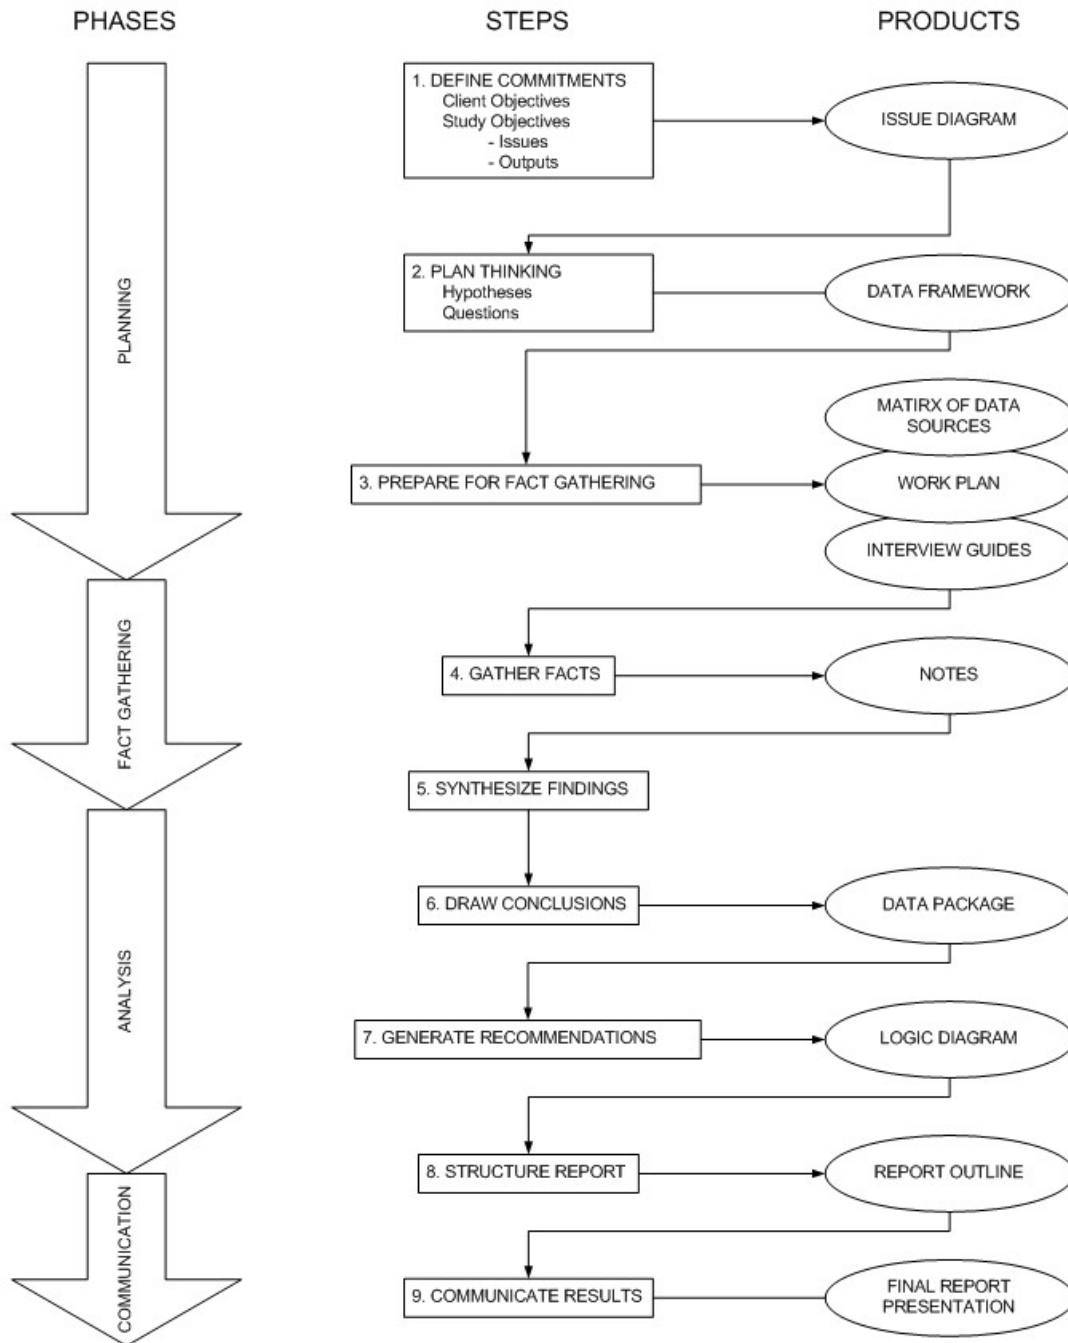 PHASES
STEPS
PRODUCTS
1. DEFINE COMMITMENTS
Client Objectives
Study Objectives
- Issues
- Outputs
ISSUE DIAGRAM
PLANNING
2. PLAN THINKING
Hypotheses
Questions
DATA FRAMEWORK
MATIRX OF DATA
SOURCES
3. PREPARE FOR FACT GATHERING
WORK PLAN
INTERVIEW GUIDES
FACT GATHERING
4. GATHER FACTS
NOTES
5. SYNTHESIZE FINDINGS
ANALYSIS
6. DRAW CONCLUSIONS
DATA PACKAGE
7. GENERATE RECOMMENDATIONS
LOGIC DIAGRAM
8. STRUCTURE REPORT
REPORT OUTLINE
COMMUNICATION
9. COMMUNICATE RESULTS
FINAL REPORT
PRESENTATION